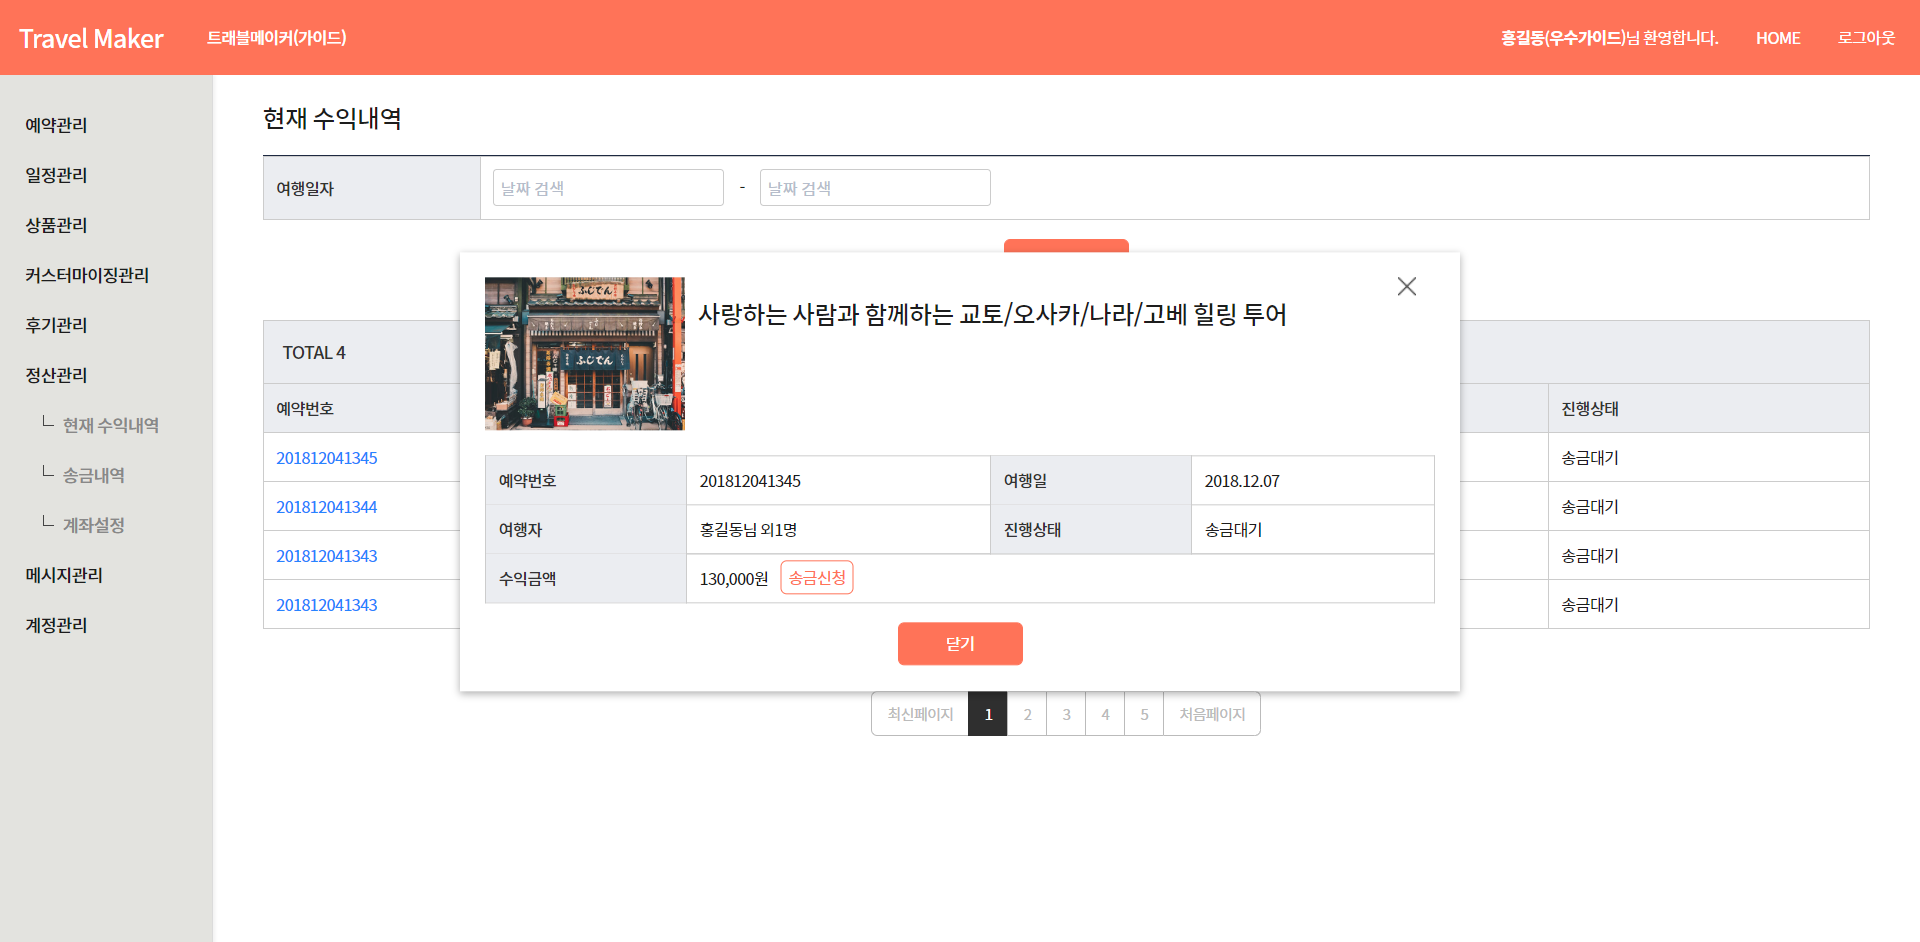 Travel Maker 트래블메이커(가이드) 홍길동(우수가이드)님 환영합니다. HOME 로그아웃
예약관리
일정관리
상품관리
커스터마이징관리
후기관리
정산관리
└ 현재 수익내역
└ 송금내역
└ 계좌설정
메시지관리
계정관리
현재 수익내역
여행일자 날짜 검색 - 날짜 검색
TOTAL 4
예약번호 진행상태
201812041345 송금대기
201812041344 송금대기
201812041343 송금대기
201812041343 송금대기
ふじでん
ふじでん
사랑하는 사람과 함께하는 교토/오사카/나라/고베 힐링 투어
예약번호 201812041345 여행일 2018.12.07
여행자 홍길동님 외1명 진행상태 송금대기
수익금액 130,000원 송금신청
닫기
최신페이지 1 2 3 4 5 처음페이지